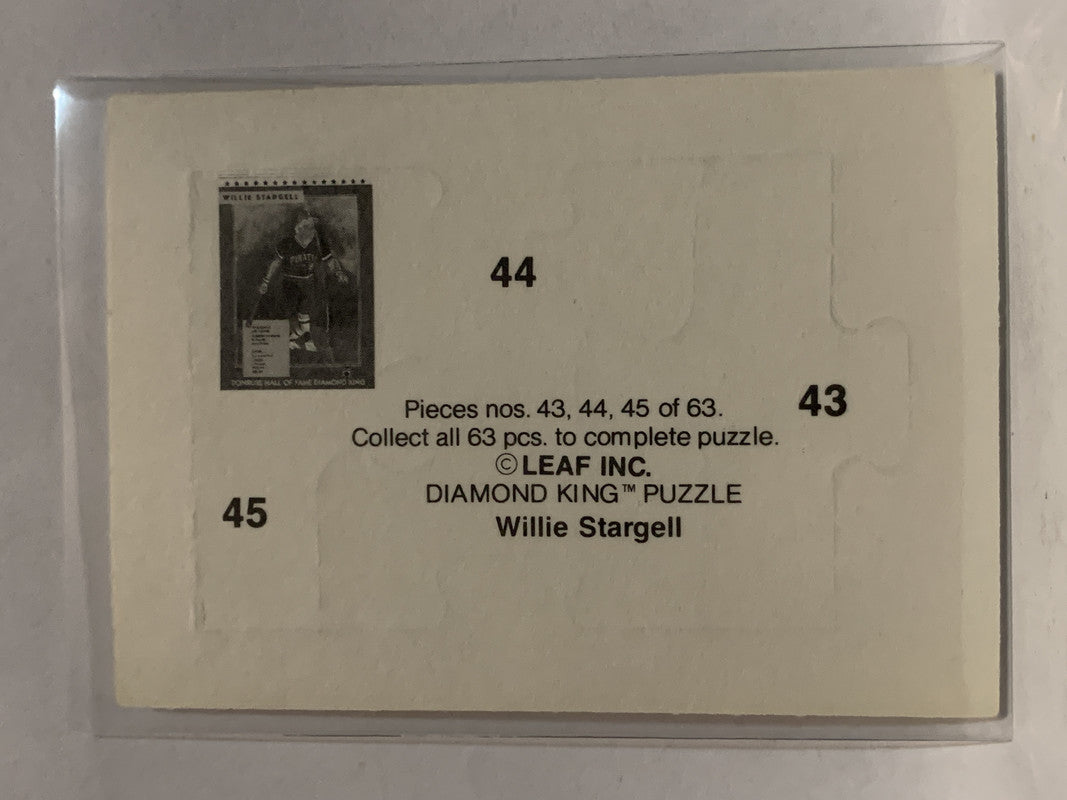 WILLIE STARGELL
DONRUSS HALL OF FAME DIAMOND KING
44
43
Pieces nos. 43, 44, 45 of 63.
Collect all 63 pcs. to complete puzzle.
©LEAF INC.
DIAMOND KING™ PUZZLE
Willie Stargell
45